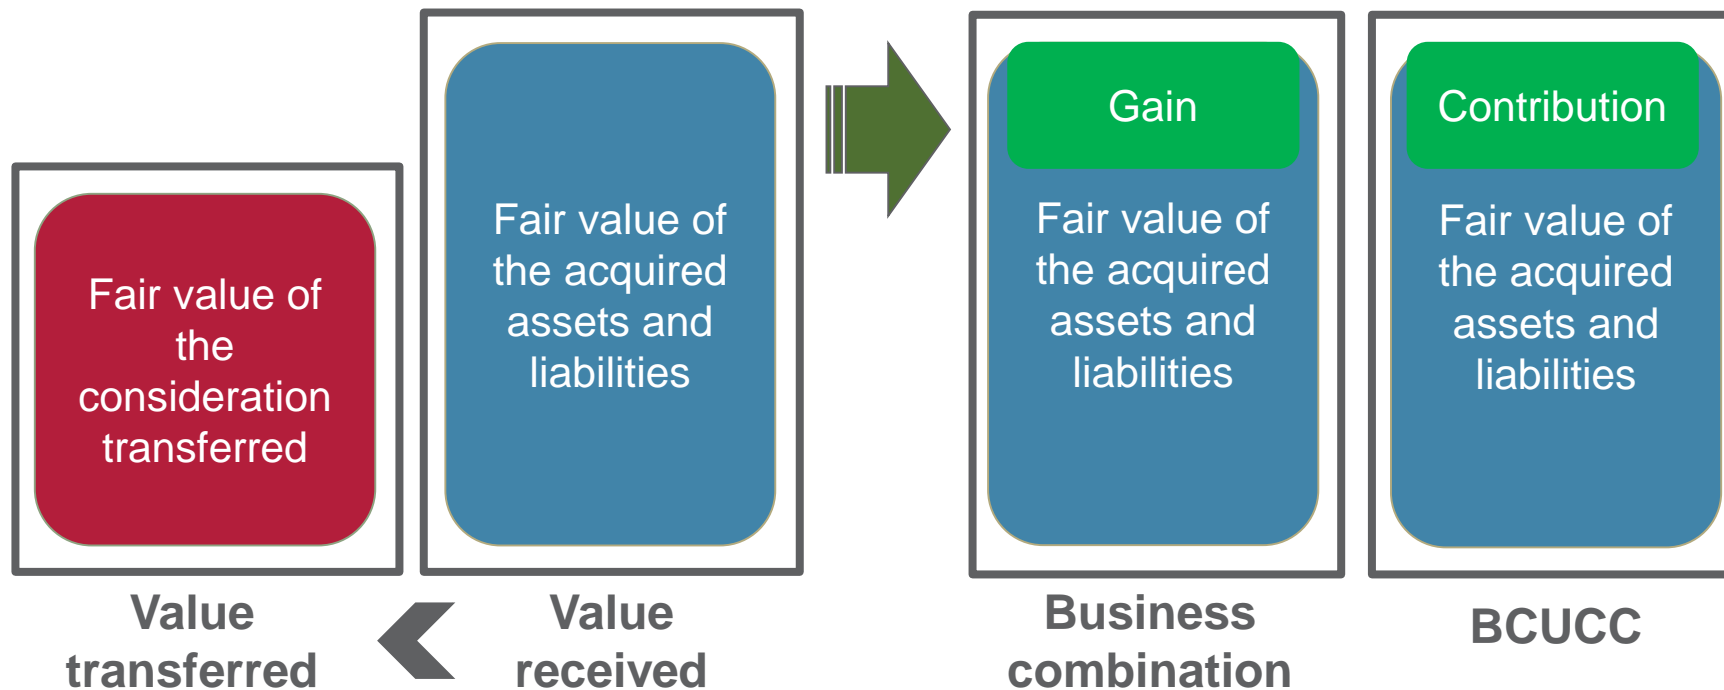 Fair value of
the
consideration
transferred
Value
transferred
Fair value of
the acquired
assets and
liabilities
Value
received
Gain
Fair value of
the acquired
assets and
liabilities
Business
combination
Contribution
Fair value of
the acquired
assets and
liabilities
BCUCC